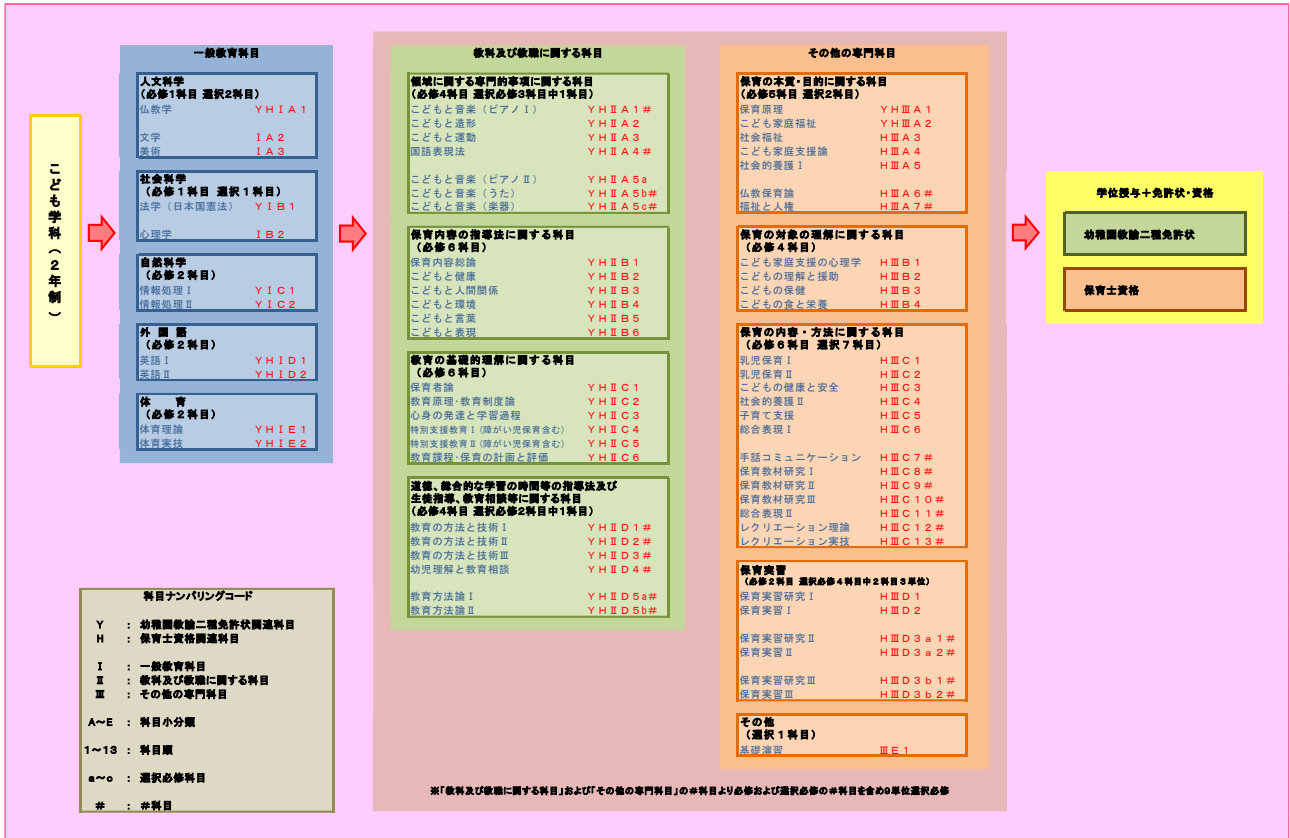 こども学科(2年制)
一般教育科目
人文科学
(必修1科目 選択2科目)
仏教学 YHⅠA1
文学 ⅠA2
美術 ⅠA3
社会科学
(必修1科目 選択1科目)
法学(日本国憲法) YⅠB1
心理学 ⅠB2
自然科学
(必修2科目)
情報処理Ⅰ YⅠC1
情報処理Ⅱ YⅠC2
外国語
(必修2科目)
英語Ⅰ YHⅠD1
英語Ⅱ YHⅠD2
体 育
(必修2科目)
体育理論 YHⅠE1
体育実技 YHⅠE2
教科及び教職に関する科目
領域に関する専門的事項に関する科目
(必修4科目 選択必修3科目中1科目)
こどもと音楽(ピアノⅠ) YHⅡA1#
こどもと造形 YHⅡA2
こどもと運動 YHⅡA3
国語表現法 YHⅡA4#
こどもと音楽(ピアノⅡ) YHⅡA5a
こどもと音楽(うた) YHⅡA5b#
こどもと音楽(楽器) YHⅡA5c#
保育内容の指導法に関する科目
(必修6科目)
保育内容総論 YHⅡB1
こどもと健康 YHⅡB2
こどもと人間関係 YHⅡB3
こどもと環境 YHⅡB4
こどもと言葉 YHⅡB5
こどもと表現 YHⅡB6
教育の基礎的理解に関する科目
(必修6科目)
保育者論 YHⅡC1
教育原理・教育制度論 YHⅡC2
心身の発達と学習過程 YHⅡC3
特別支援教育Ⅰ(障がい児保育含む) YHⅡC4
特別支援教育Ⅱ(障がい児保育含む) YHⅡC5
教育課程・保育の計画と評価 YHⅡC6
道徳、総合的な学習の時間等の指導法及び
生徒指導、教育相談等に関する科目
(必修4科目 選択必修2科目中1科目)
教育の方法と技術Ⅰ YHⅡD1#
教育の方法と技術Ⅱ YHⅡD2#
教育の方法と技術Ⅲ YHⅡD3#
幼児理解と教育相談 YHⅡD4#
教育方法論Ⅰ YHⅡD5a#
教育方法論Ⅱ YHⅡD5b#
その他の専門科目
保育の本質・目的に関する科目
(必修5科目 選択2科目)
保育原理 YHⅢA1
こども家庭福祉 YHⅢA2
社会福祉 HⅢA3
こども家庭支援論 HⅢA4
社会的養護Ⅰ HⅢA5
仏教保育論 HⅢA6#
福祉と人権 HⅢA7#
保育の対象の理解に関する科目
(必修4科目)
こども家庭支援の心理学 HⅢB1
こどもの理解と援助 HⅢB2
こどもの保健 HⅢB3
こどもの食と栄養 HⅢB4
保育の内容・方法に関する科目
(必修6科目 選択7科目)
乳児保育Ⅰ HⅢC1
乳児保育Ⅱ HⅢC2
こどもの健康と安全 HⅢC3
社会的養護Ⅱ HⅢC4
子育て支援 HⅢC5
総合表現Ⅰ HⅢC6
手話コミュニケーション HⅢC7#
保育教材研究Ⅰ HⅢC8#
保育教材研究Ⅱ HⅢC9#
保育教材研究Ⅲ HⅢC10#
総合表現Ⅱ HⅢC11#
レクリエーション理論 HⅢC12#
レクリエーション実技 HⅢC13#
保育実習
(必修2科目 選択必修4科目中2科目3単位)
保育実習研究Ⅰ HⅢD1
保育実習Ⅰ HⅢD2
保育実習研究Ⅱ HⅢD3a1#
保育実習Ⅱ HⅢD3a2#
保育実習研究Ⅲ HⅢD3b1#
保育実習Ⅲ HⅢD3b2#
その他
(選択1科目)
基礎演習 ⅢE1
※「教科及び教職に関する科目」および「その他の専門科目」の#科目より必修および選択必修の#科目を含め9単位選択必修
学位授与+免許状・資格
幼稚園教諭二種免許状
保育士資格
科目ナンバリングコード
Y : 幼稚園教諭二種免許状関連科目
H : 保育士資格関連科目
Ⅰ : 一般教育科目
Ⅱ : 教科及び教職に関する科目
Ⅲ : その他の専門科目
A~E : 科目小分類
1~13 : 科目順
a~c : 選択必修科目
# : #科目